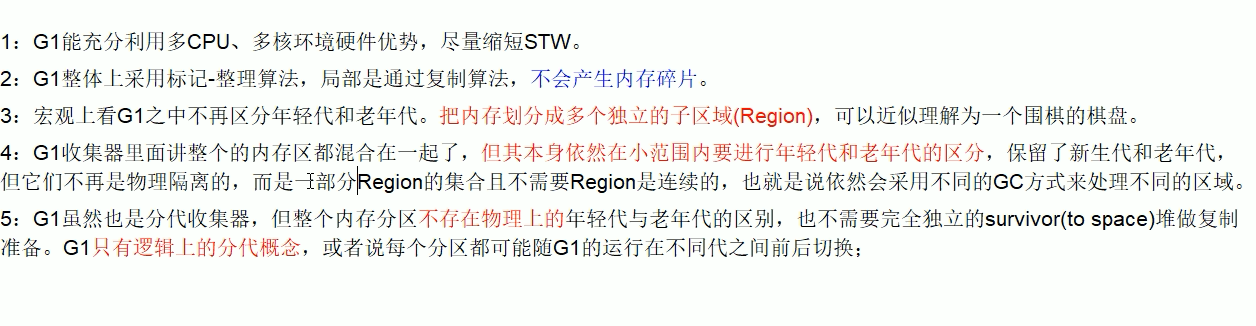 1：G1能充分利用多CPU、多核环境硬件优势，尽量缩短STW。
2：G1整体上采用标记-整理算法，局部是通过复制算法，不会产生内存碎片。
3：宏观上看G1之中不再区分年轻代和老年代。把内存划分成多个独立的子区域(Region)，可以近似理解为一个围棋的棋盘。
4：G1收集器里面讲整个的内存区都混合在一起了，但其本身依然在小范围内要进行年轻代和老年代的区分，保留了新生代和老年代，
但它们不再是物理隔离的，而是一部分Region的集合且不需要Region是连续的，也就是说依然会采用不同的GC方式来处理不同的区域。
5：G1虽然也是分代收集器，但整个内存分区不存在物理上的年轻代与老年代的区别，也不需要完全独立的survivor(to space)堆做复制
准备。G1只有逻辑上的分代概念，或者说每个分区都可能随G1的运行在不同代之间前后切换；